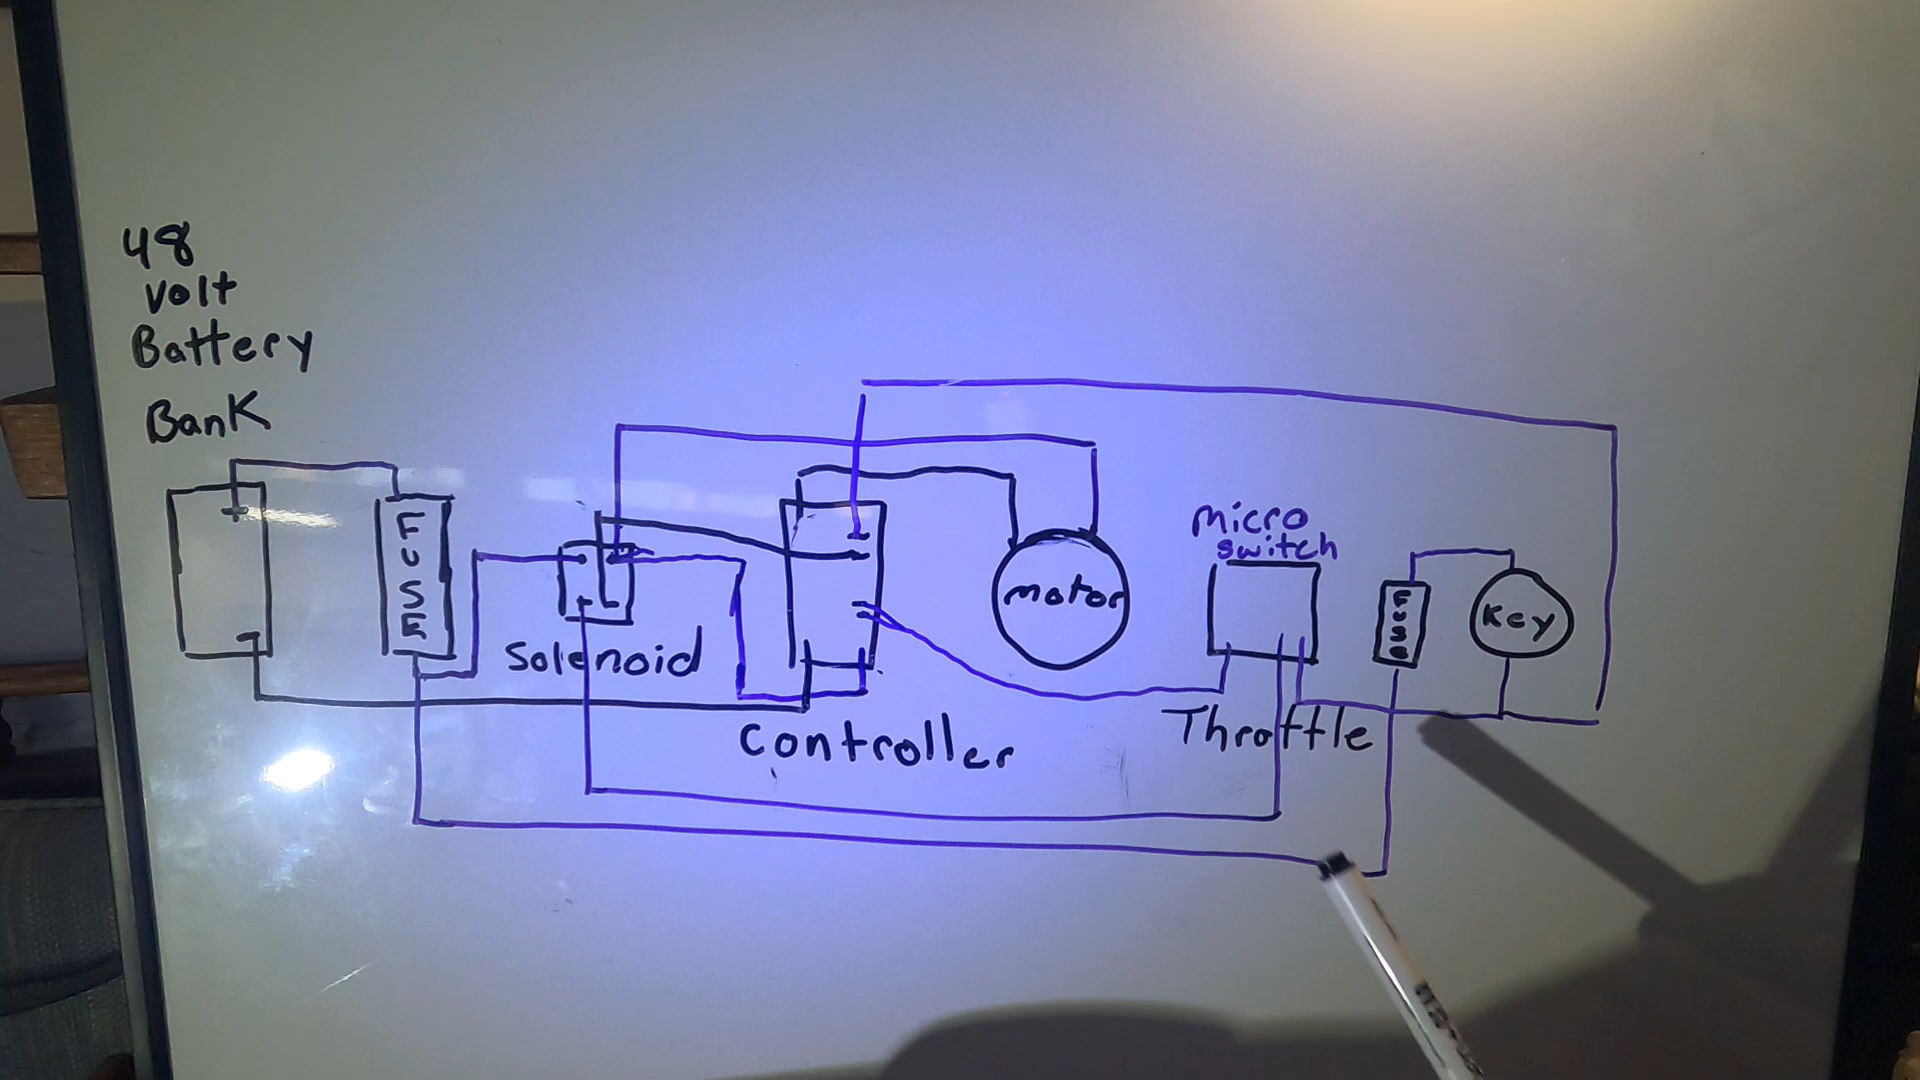 48
Volt
Battery
Bank
FUSE
Solenoid
Controller
motor
micro
switch
Throttle
FUSe
Key